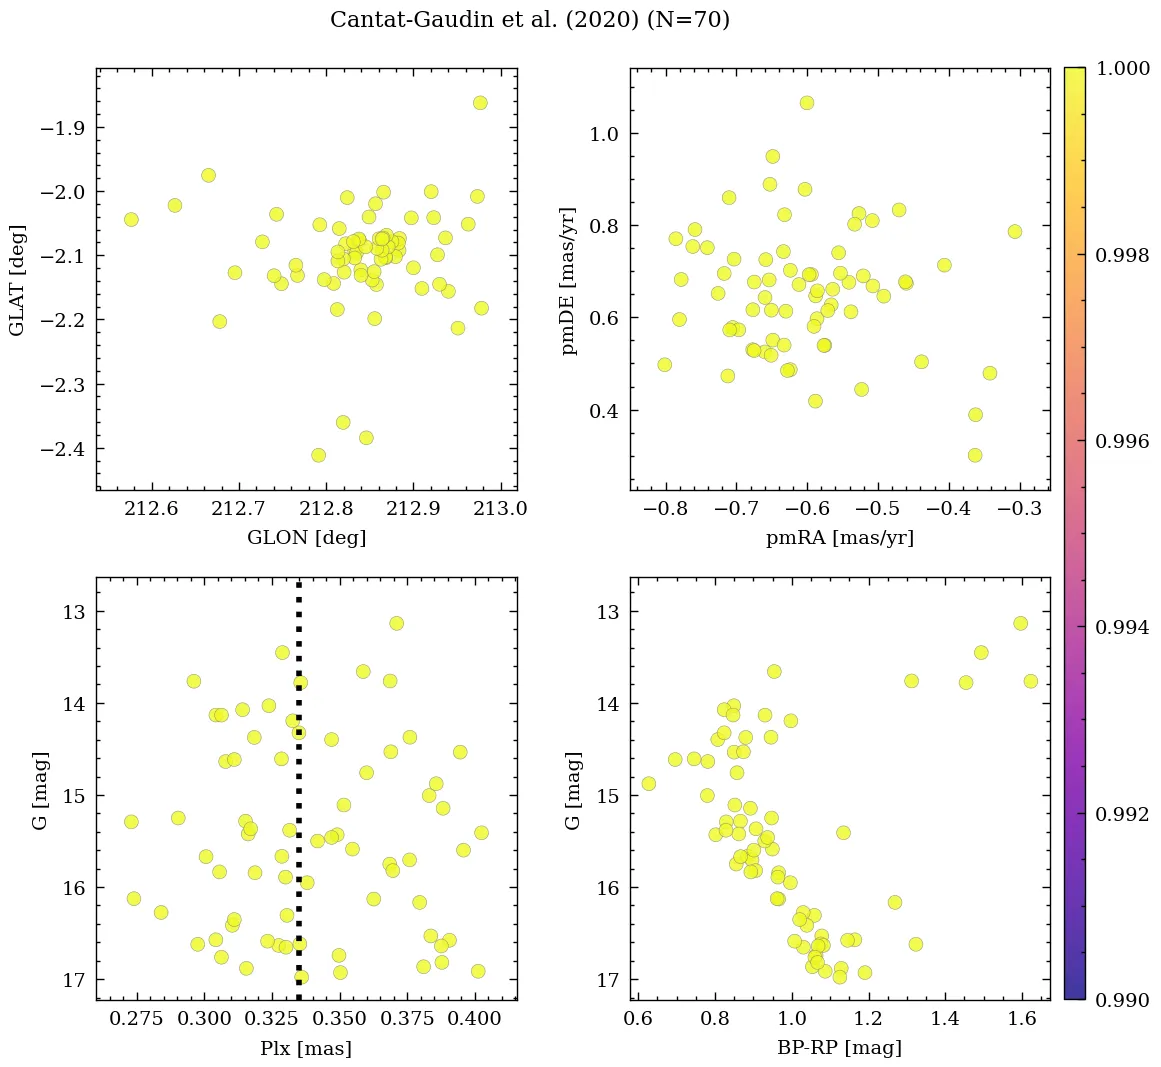 Cantat-Gaudin et al. (2020) (N=70)
−1.9
−2.0
−2.1
−2.2
−2.3
−2.4
GLAT [deg]
212.6 212.7 212.8 212.9 213.0
GLON [deg]
1.0
0.8
0.6
0.4
pmDE [mas/yr]
−0.8 −0.7 −0.6 −0.5 −0.4 −0.3
pmRA [mas/yr]
13
14
15
16
17
G [mag]
0.275 0.300 0.325 0.350 0.375 0.400
Plx [mas]
13
14
15
16
17
G [mag]
0.6 0.8 1.0 1.2 1.4 1.6
BP-RP [mag]
1.000
0.998
0.996
0.994
0.992
0.990